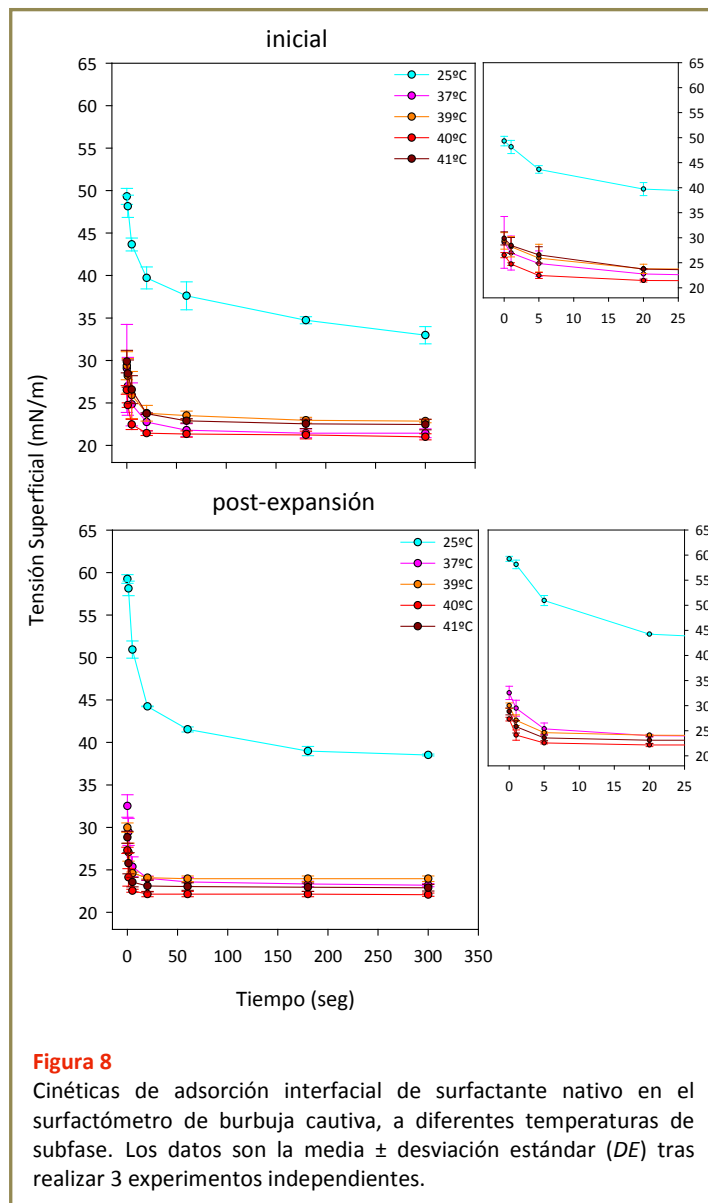 inicial
65
60
55
50
45
40
35
30
25
20
25ºC
37ºC
39ºC
40ºC
41ºC
65
60
55
50
45
40
35
30
25
20
0 5 10 15 20 25
Tensión Superficial (mN/m)
post-expansión
65
60
55
50
45
40
35
30
25
20
25ºC
37ºC
39ºC
40ºC
41ºC
65
60
55
50
45
40
35
30
25
20
0 5 10 15 20 25
0 50 100 150 200 250 300 350
Tiempo (seg)
Figura 8
Cinéticas de adsorción interfacial de surfactante nativo en el
surfactómetro de burbuja cautiva, a diferentes temperaturas de
subfase. Los datos son la media ± desviación estándar (DE) tras
realizar 3 experimentos independientes.